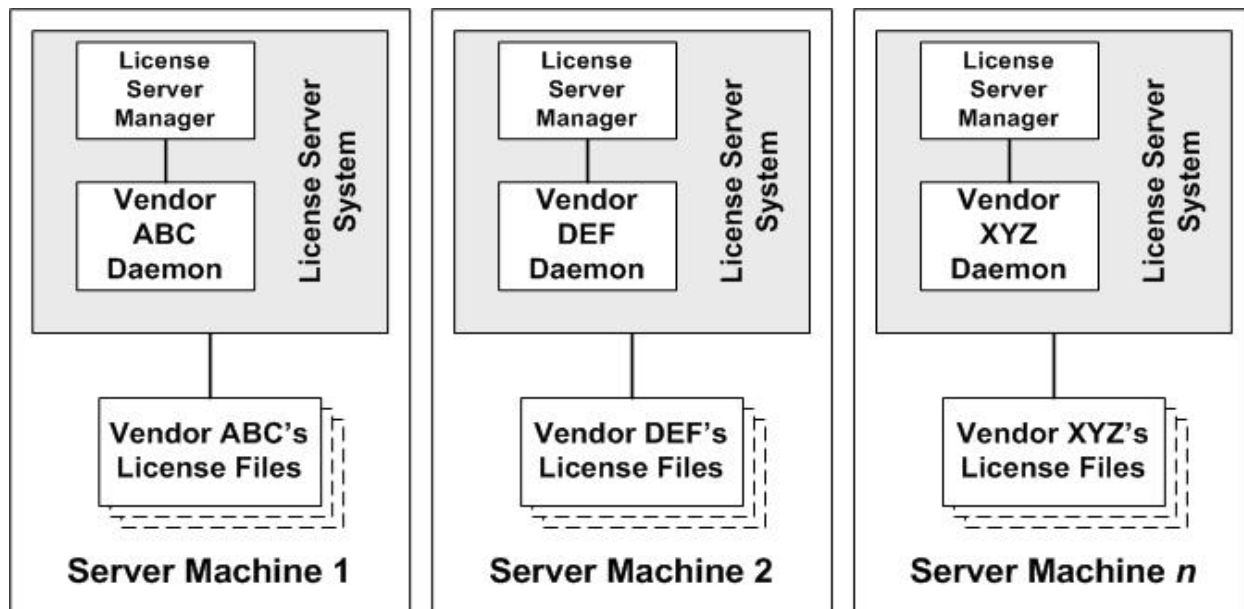 License
Server
Manager
Vendor
ABC
Daemon
License Server
System
Vendor ABC's
License Files
Server Machine 1
License
Server
Manager
Vendor
DEF
Daemon
License Server
System
Vendor DEF's
License Files
Server Machine 2
License
Server
Manager
Vendor
XYZ
Daemon
License Server
System
Vendor XYZ's
License Files
Server Machine n